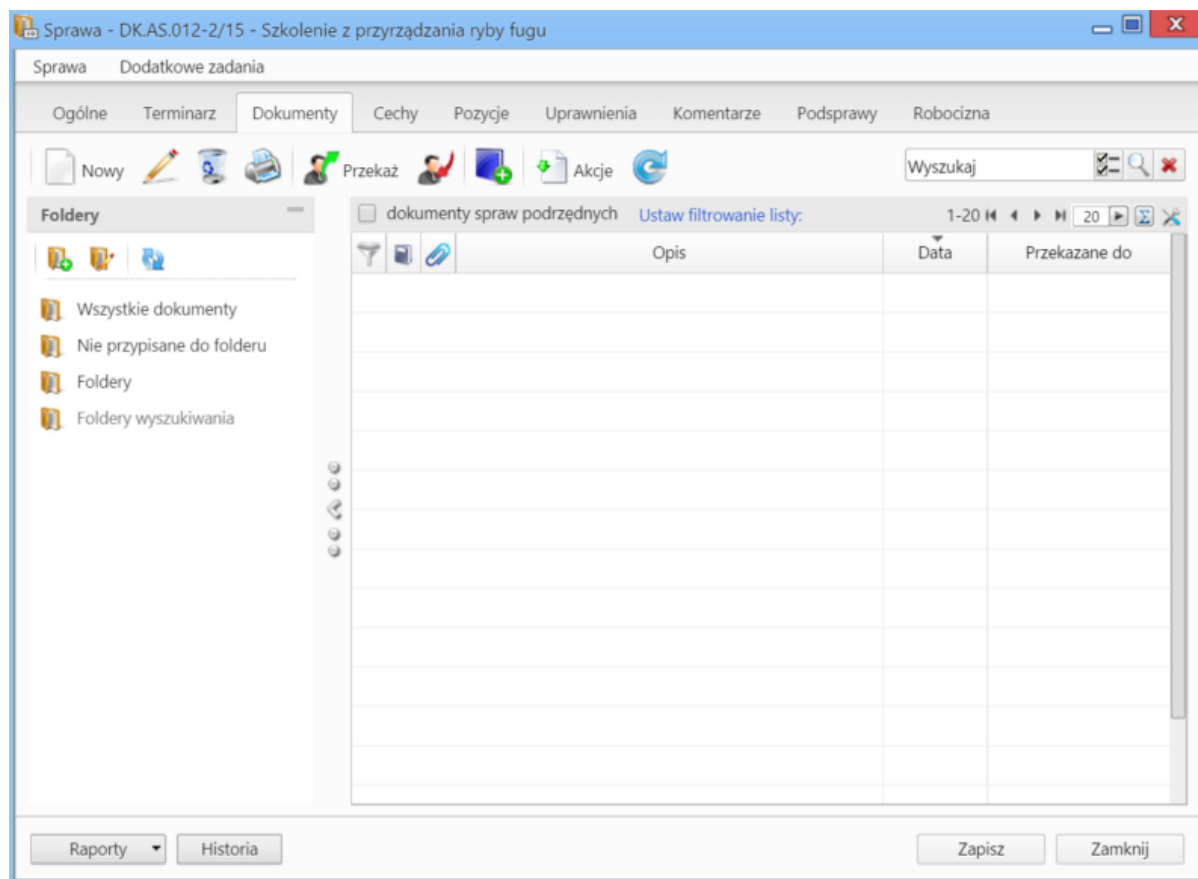 Sprawa - DK.AS.012-2/15 - Szkolenie z przyrządzania ryby fugu
X
Sprawa Dodatkowe zadania
Ogólne Terminarz Dokumenty Cechy Pozycje Uprawnienia Komentarze Podsprawy Robocizna
Nowy Przekaż Akcje Wyszukaj
Foldery
dokumenty spraw podrzędnych Ustaw filtrowanie listy: 1-20 20 Σ
Opis Data Przekazane do
Wszystkie dokumenty
Nie przypisane do folderu
Foldery
Foldery wyszukiwania
Raporty Historia Zapisz Zamknij